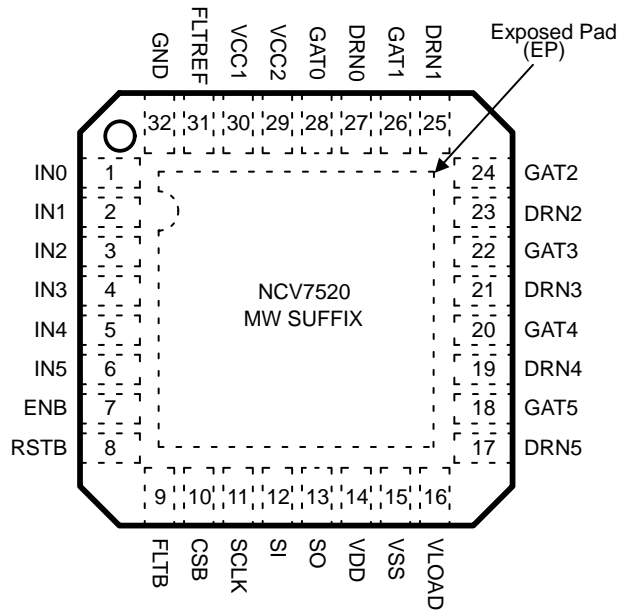 GND
FLTREF
VCC1
VCC2
GAT0
DRN0
GAT1
DRN1
Exposed Pad
(EP)
32 31 30 29 28 27 26 25
IN0 1 24 GAT2
IN1 2 23 DRN2
IN2 3 22 GAT3
IN3 4 21 DRN3
IN4 5 20 GAT4
IN5 6 19 DRN4
ENB 7 18 GAT5
RSTB 8 17 DRN5
NCV7520
MW SUFFIX
9 10 11 12 13 14 15 16
FLTB
CSB
SCLK
SI
SO
VDD
VSS
VLOAD